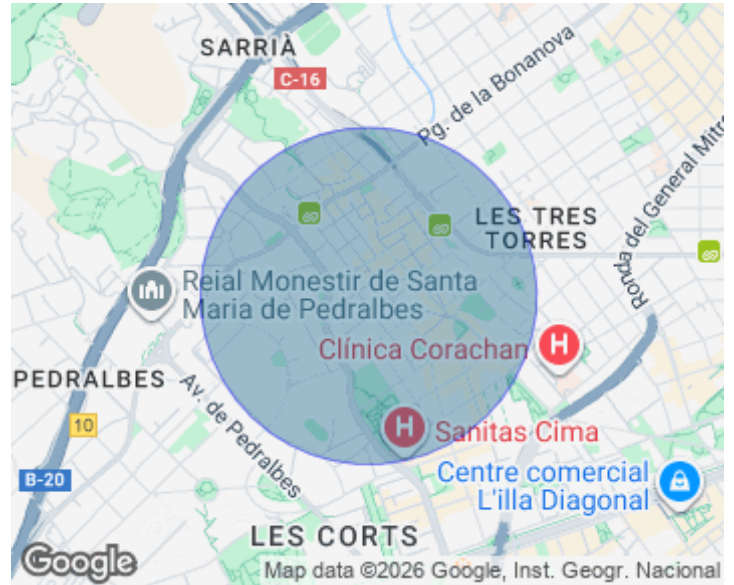 SARRIÀ
C-16
Pg. de la Bonanova
LES TRES
TORRES
Ronda del General Mitre
Reial Monestir de Santa
Maria de Pedralbes
Clínica Corachan
H
PEDRALBES
Av. de Pedralbes
10
H
Sanitas Cima
B-20
Centre comercial
L'illa Diagonal
LES CORTS
Google
Map data ©2026 Google, Inst. Geogr. Nacional